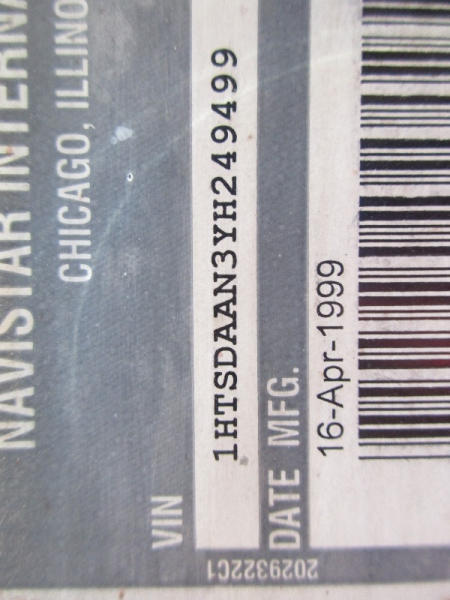 NAVISTAR INTERNA
CHICAGO, ILLINO
VIN
1HTSDAAN3YH249499
DATE MFG.
16-Apr-1999
2029322C1